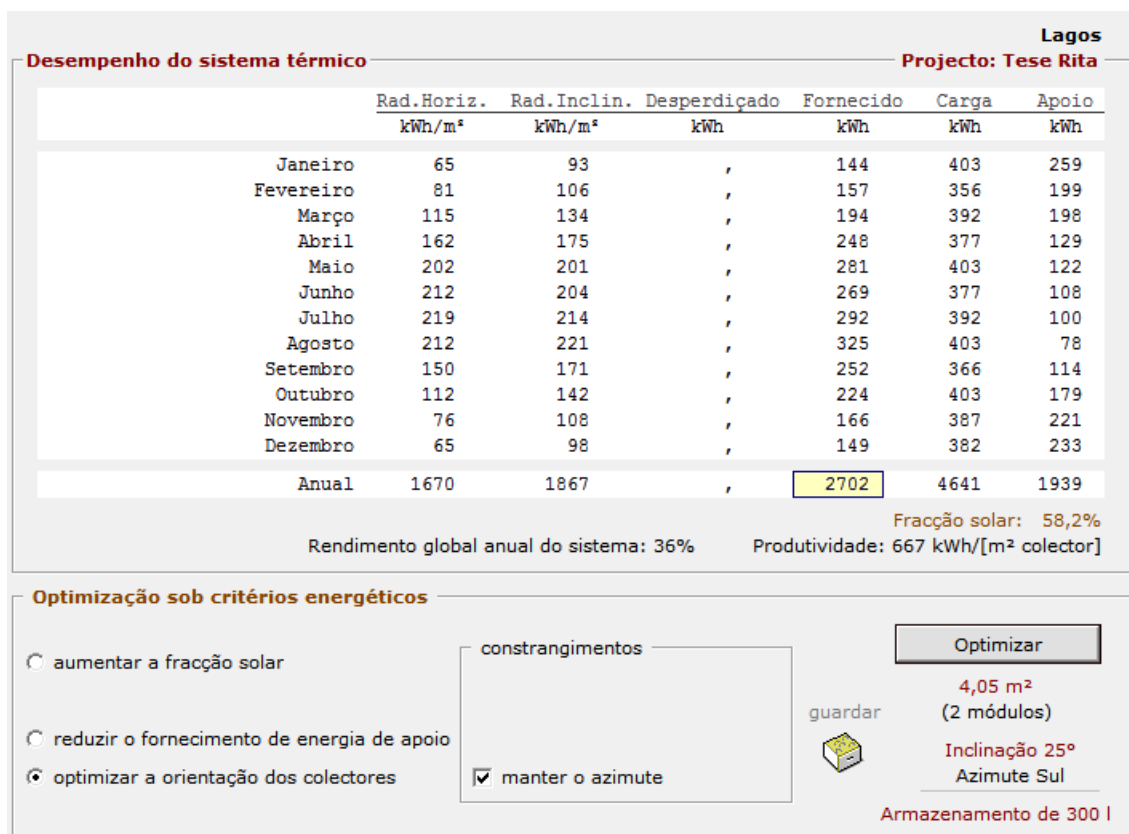 Lagos
Desempenho do sistema térmico Projecto: Tese Rita
Rad.Horiz. Rad.Inclin. Desperdiçado Fornecido Carga Apoio
kWh/m² kWh/m² kWh kWh kWh kWh
Janeiro 65 93 , 144 403 259
Fevereiro 81 106 , 157 356 199
Março 115 134 , 194 392 198
Abril 162 175 , 248 377 129
Maio 202 201 , 281 403 122
Junho 212 204 , 269 377 108
Julho 219 214 , 292 392 100
Agosto 212 221 , 325 403 78
Setembro 150 171 , 252 366 114
Outubro 112 142 , 224 403 179
Novembro 76 108 , 166 387 221
Dezembro 65 98 , 149 382 233
Anual 1670 1867 , 2702 4641 1939
Fracção solar: 58,2%
Rendimento global anual do sistema: 36% Produtividade: 667 kWh/[m² colector]
Optimização sob critérios energéticos
constrangimentos
Optimizar
aumentar a fracção solar
4,05 m²
guardar
(2 módulos)
reduzir o fornecimento de energia de apoio
Inclinação 25°
optimizar a orientação dos colectores
manter o azimute
Azimute Sul
Armazenamento de 300 l